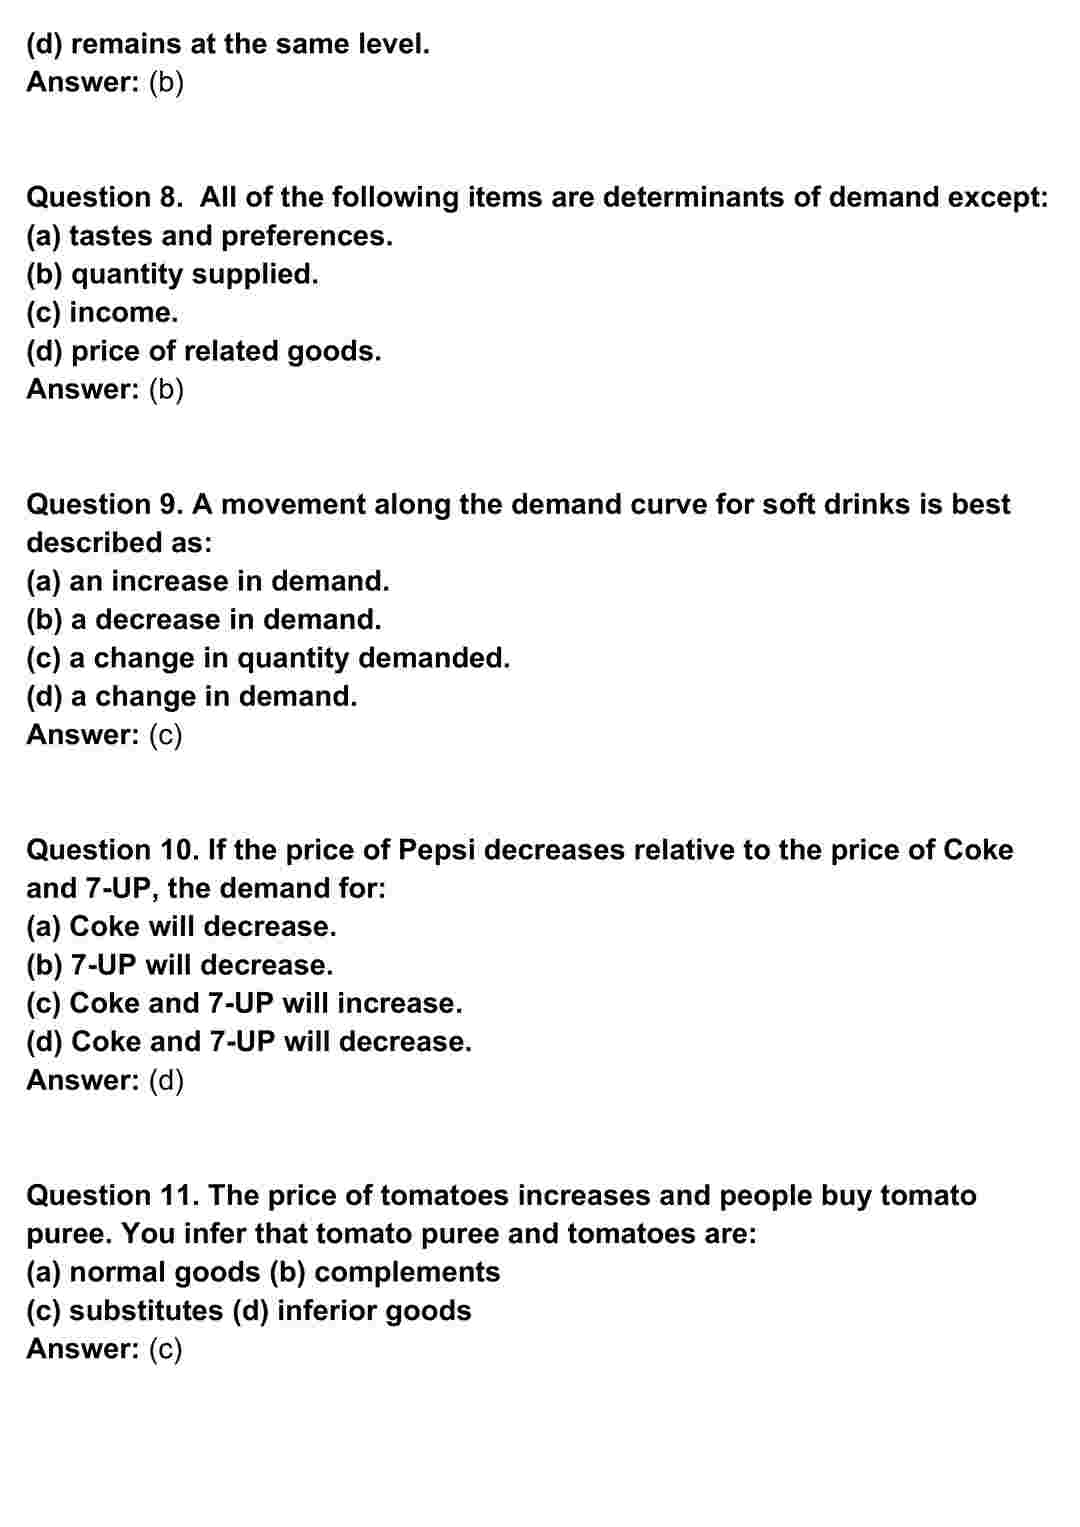 (d) remains at the same level.
Answer: (b)
Question 8.  All of the following items are determinants of demand except:
(a) tastes and preferences.
(b) quantity supplied.
(c) income.
(d) price of related goods.
Answer: (b)
Question 9. A movement along the demand curve for soft drinks is best
described as:
(a) an increase in demand.
(b) a decrease in demand.
(c) a change in quantity demanded.
(d) a change in demand.
Answer: (c)
Question 10. If the price of Pepsi decreases relative to the price of Coke
and 7-UP, the demand for:
(a) Coke will decrease.
(b) 7-UP will decrease.
(c) Coke and 7-UP will increase.
(d) Coke and 7-UP will decrease.
Answer: (d)
Question 11. The price of tomatoes increases and people buy tomato
puree. You infer that tomato puree and tomatoes are:
(a) normal goods (b) complements
(c) substitutes (d) inferior goods
Answer: (c)